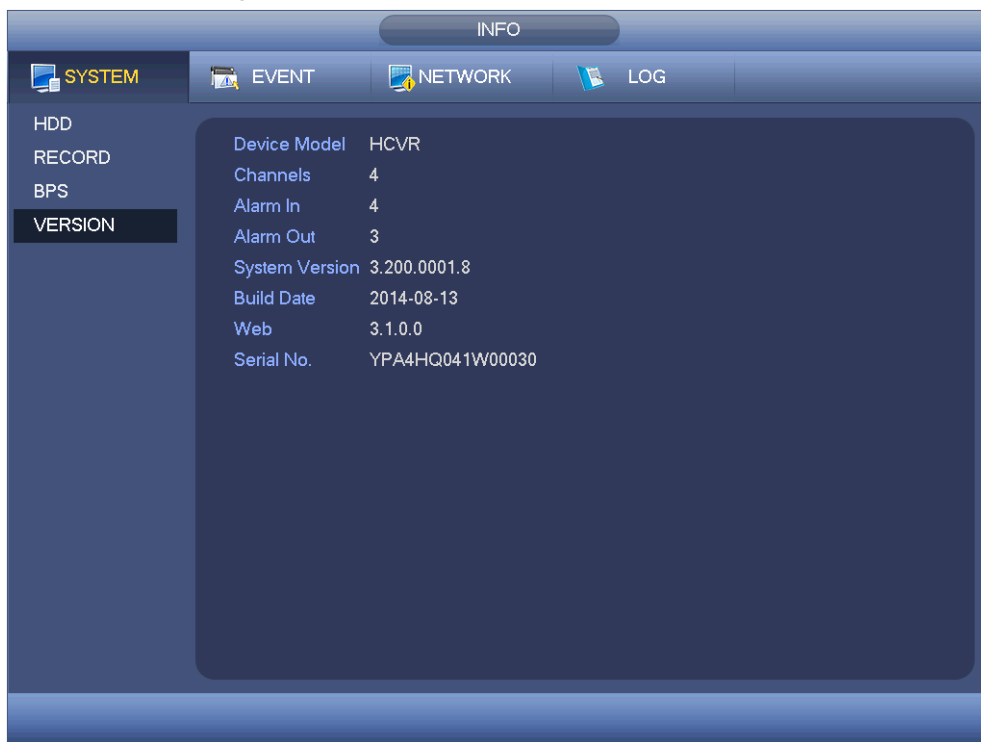 INFO
SYSTEM EVENT NETWORK LOG
HDD
RECORD
BPS
VERSION
Device Model HCVR
Channels 4
Alarm In 4
Alarm Out 3
System Version 3.200.0001.8
Build Date 2014-08-13
Web 3.1.0.0
Serial No. YPA4HQ041W00030